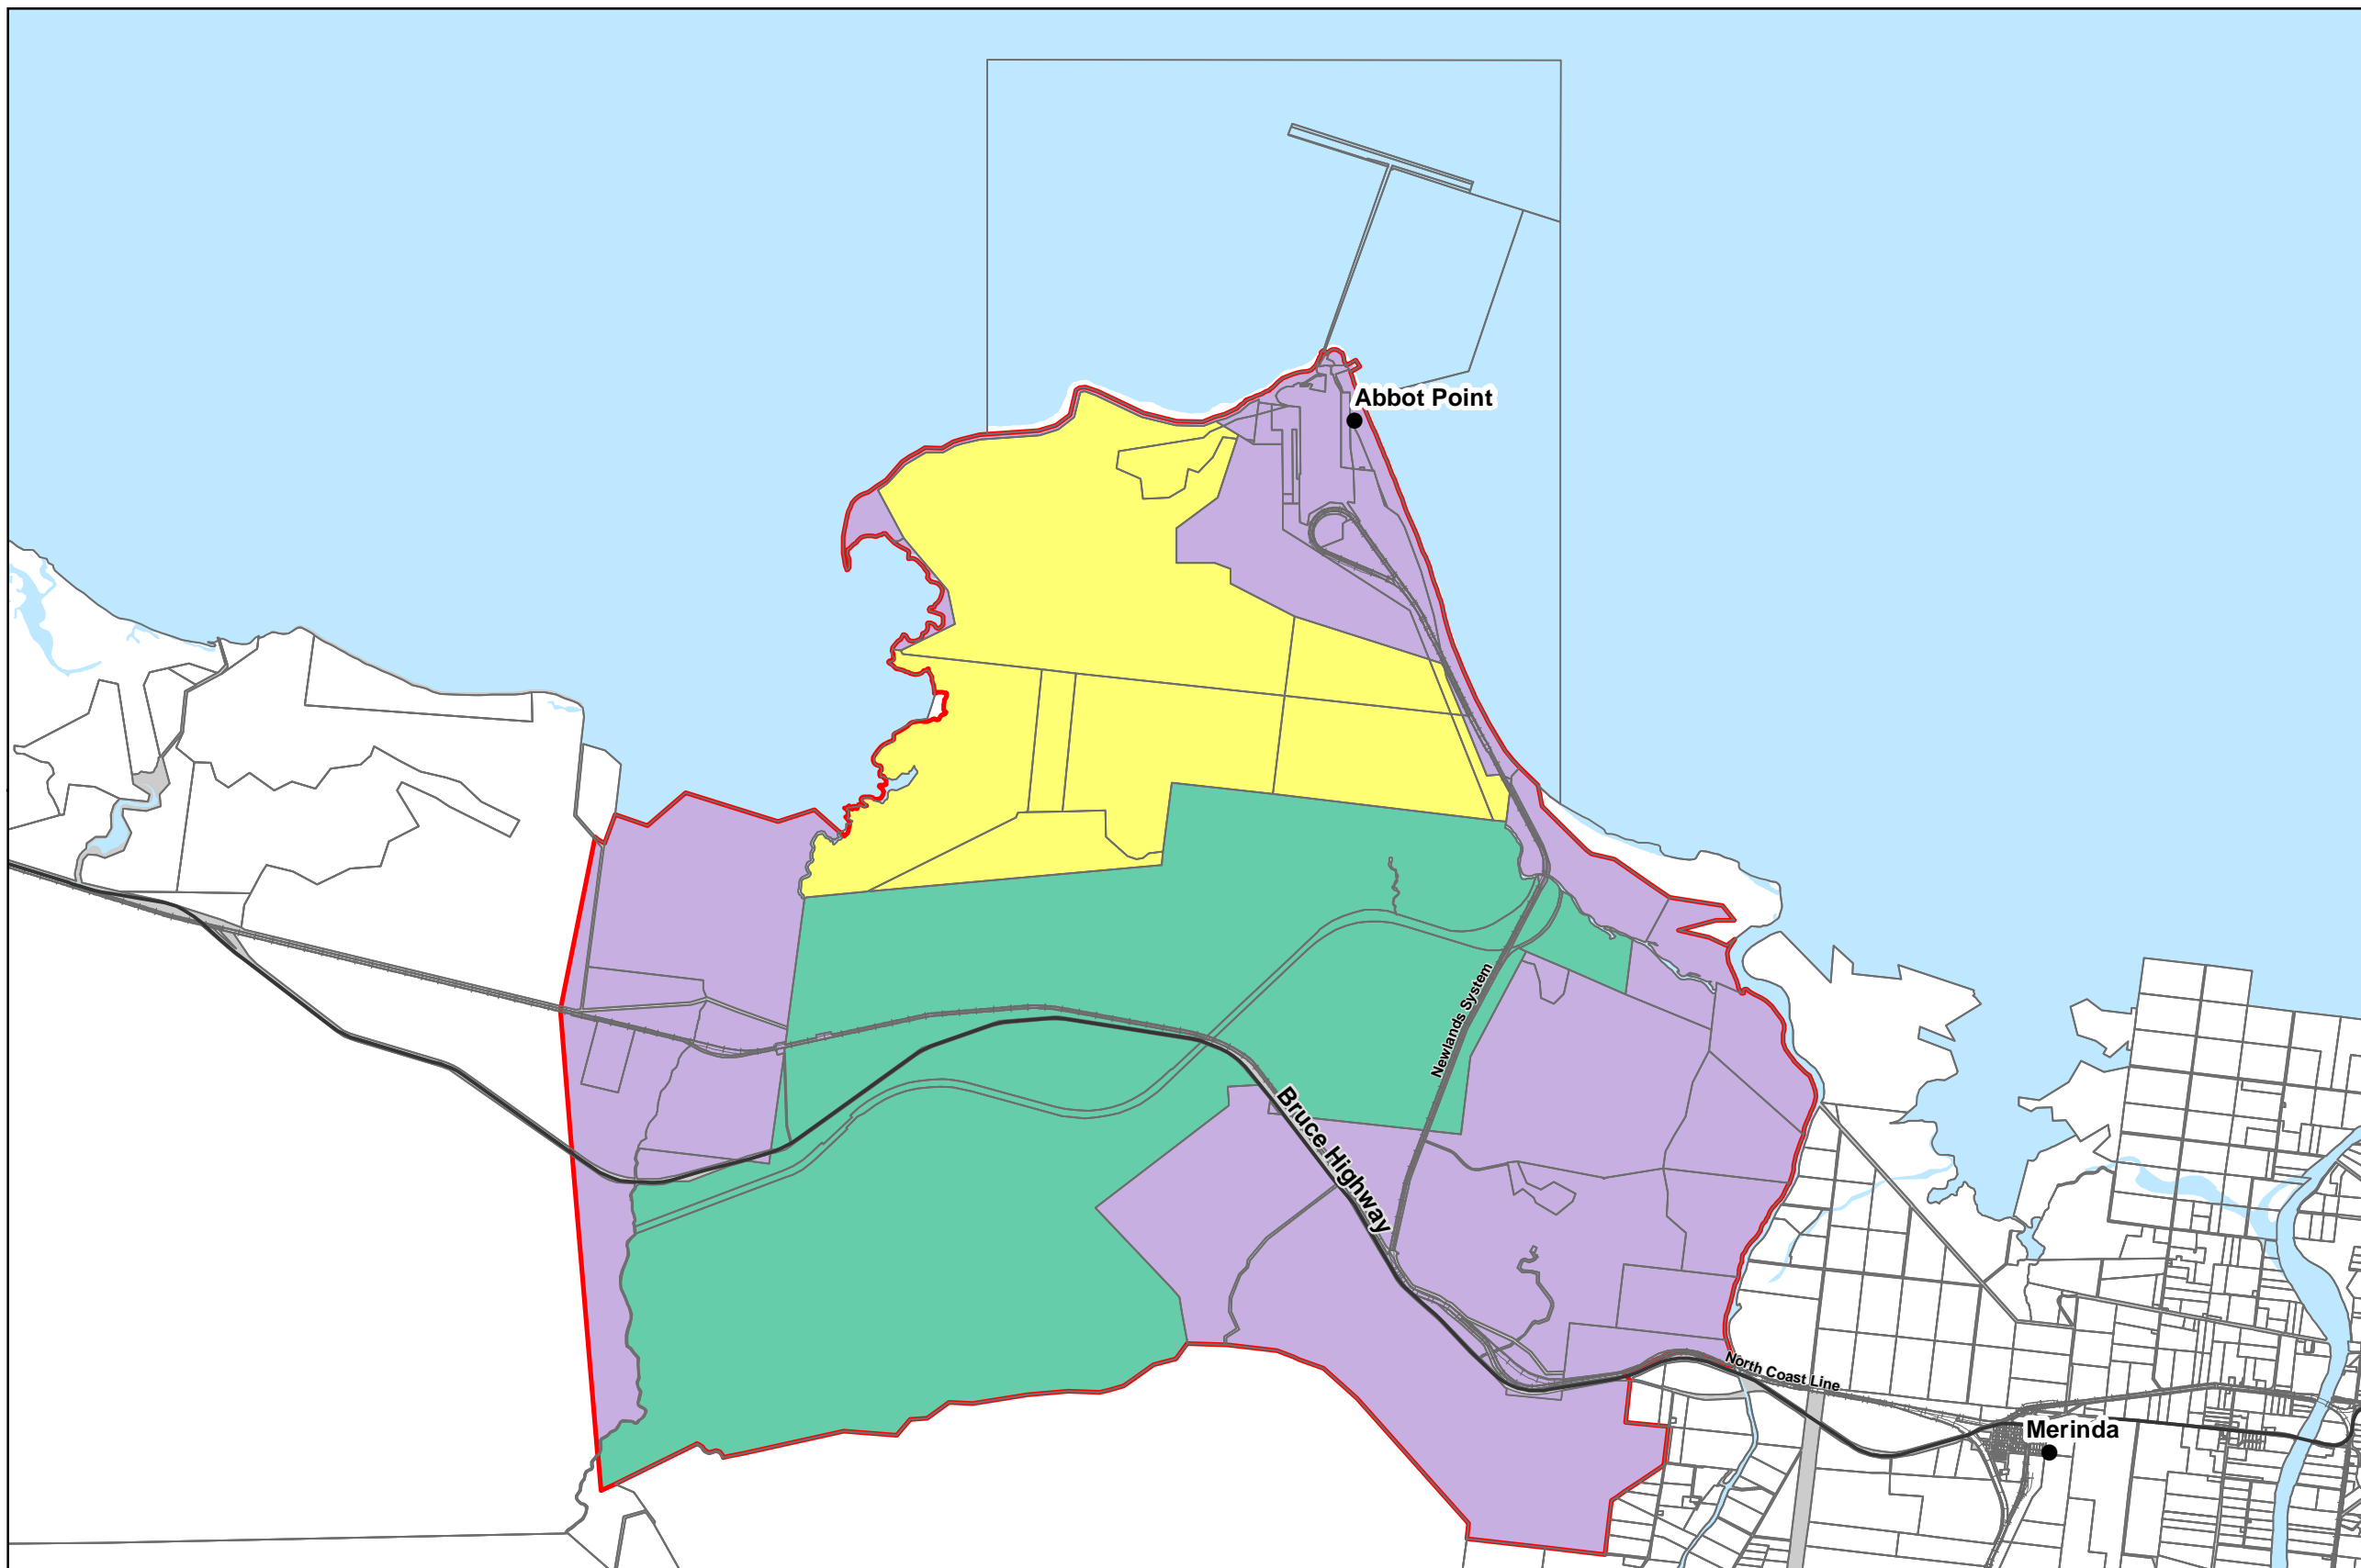 Abbot Point
Newlands System
Bruce Highway
North Coast Line
Merinda